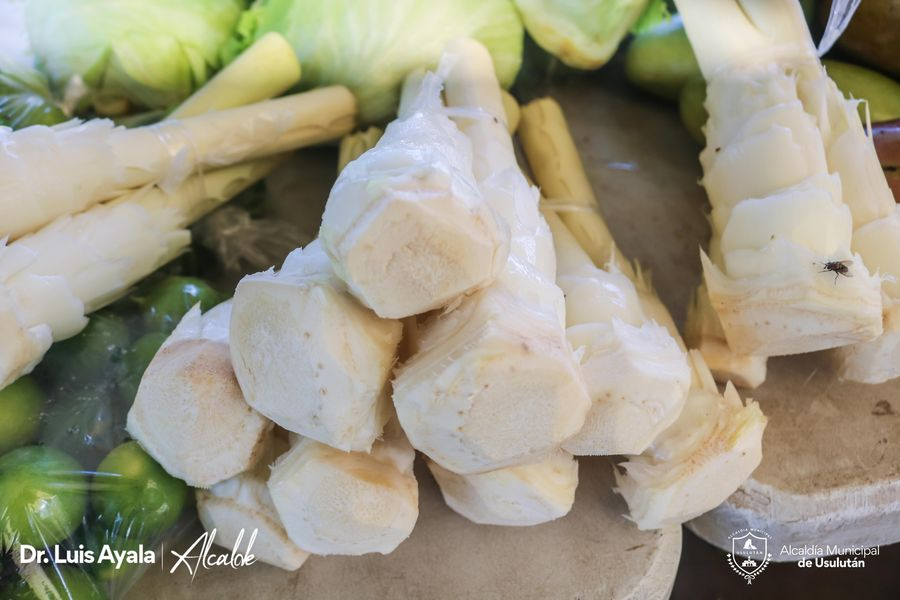 Dr. Luis Ayala | Alcalde
Alcaldía Municipal
de Usulután